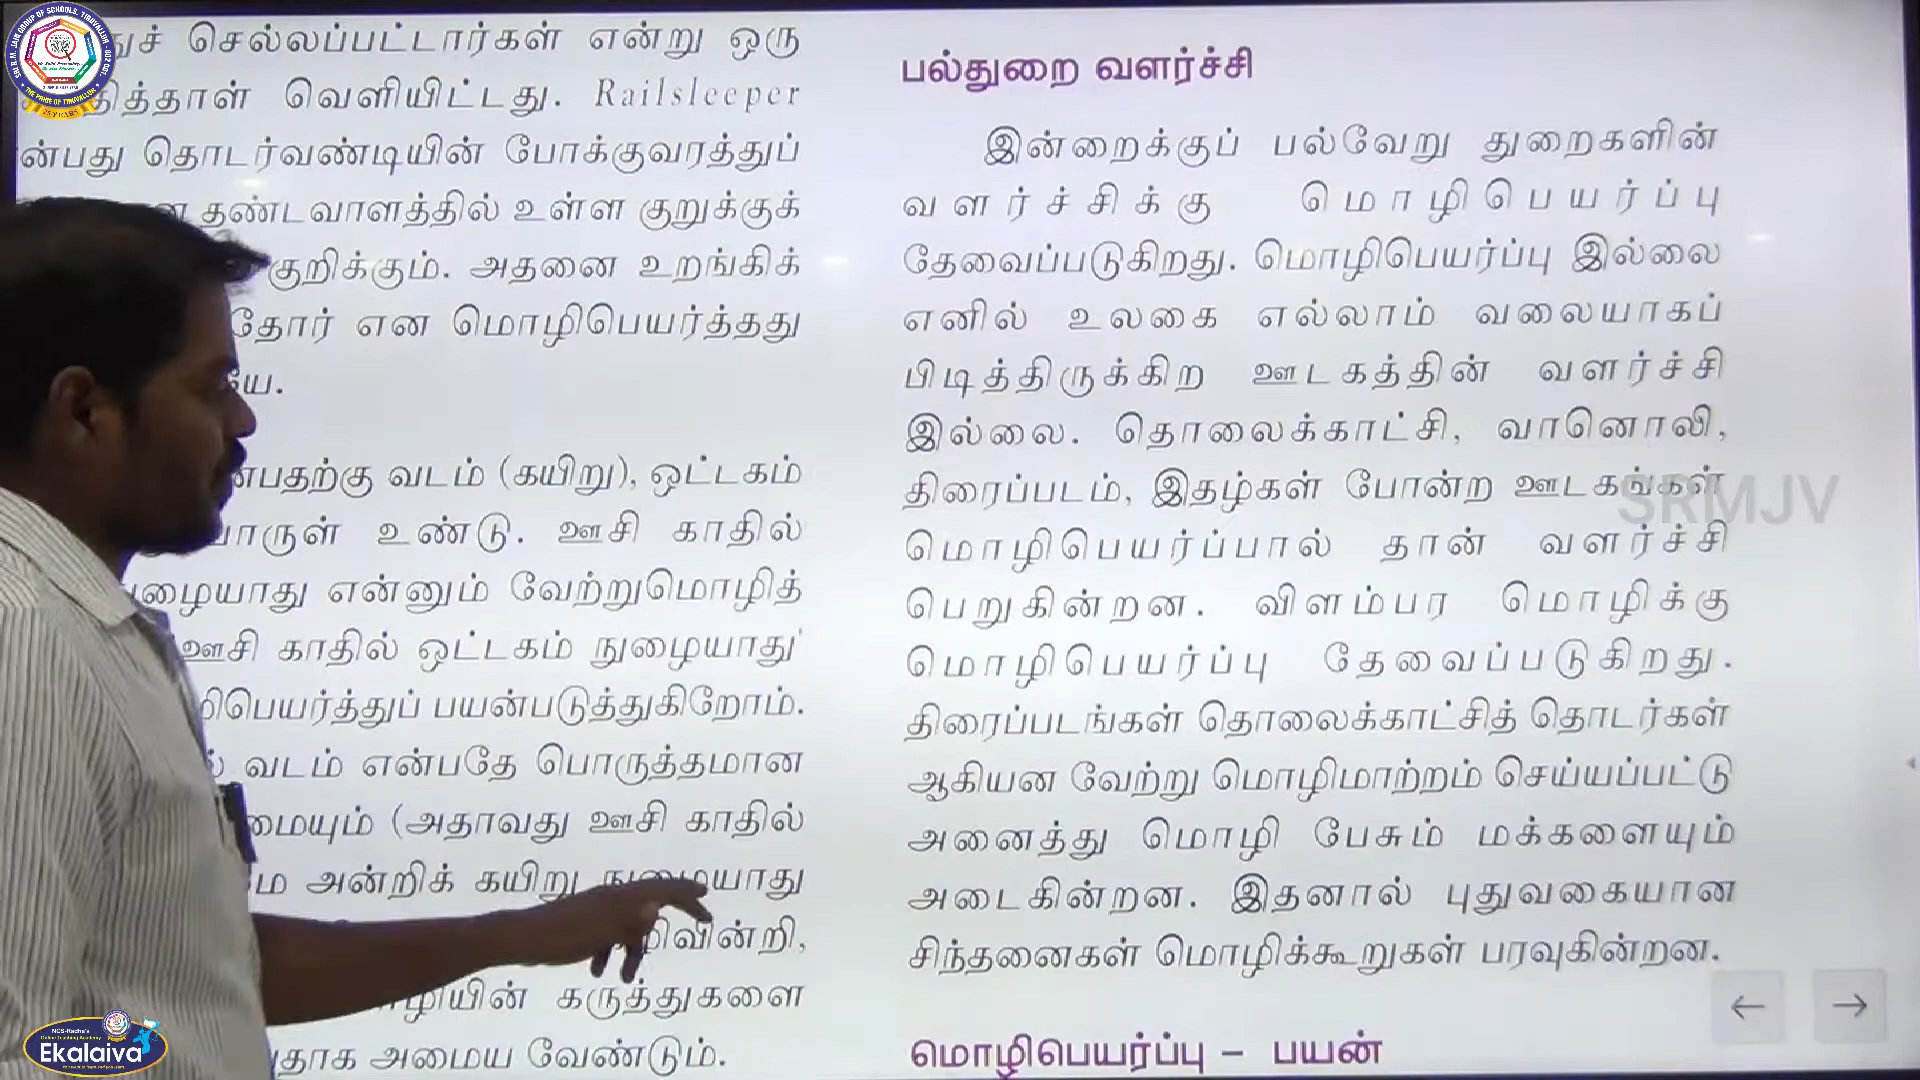 செல்லப்பட்டார்கள் என்று ஒரு
வெளியிட்டது. Railsleeper
தொடர்வண்டியின் போக்குவரத்துப்
தண்டவாளத்தில் உள்ள குறுக்குக்
குறிக்கும். அதனை உறங்கிக்
என மொழிபெயர்த்தது
வடம் (கயிறு), ஒட்டகம்
உண்டு. ஊசி காதில்
என்னும் வேற்றுமொழித்
ஊசி காதில் ஒட்டகம் நுழையாது'
பயன்படுத்துகிறோம்.
வடம் என்பதே பொருத்தமான
(அதாவது ஊசி காதில்
அன்றிக் கயிறு நுழையாது
கருத்துகளை
அமைய வேண்டும்.
பல்துறை வளர்ச்சி
இன்றைக்குப் பல்வேறு துறைகளின்
வளர்ச்சிக்கு மொழிபெயர்ப்பு
தேவைப்படுகிறது. மொழிபெயர்ப்பு இல்லை
எனில் உலகை எல்லாம் வலையாகப்
பிடித்திருக்கிற ஊடகத்தின் வளர்ச்சி
இல்லை. தொலைக்காட்சி, வானொலி,
திரைப்படம், இதழ்கள் போன்ற ஊடகங்கள்
மொழிபெயர்ப்பால் தான் வளர்ச்சி
பெறுகின்றன. விளம்பர மொழிக்கு
மொழிபெயர்ப்பு தேவைப்படுகிறது.
திரைப்படங்கள் தொலைக்காட்சித் தொடர்கள்
ஆகியன வேற்று மொழிமாற்றம் செய்யப்பட்டு
அனைத்து மொழி பேசும் மக்களையும்
அடைகின்றன. இதனால் புதுவகையான
சிந்தனைகள் மொழிக்கூறுகள் பரவுகின்றன.
மொழிபெயர்ப்பு – பயன்
SRMJV
NCS-Radha's
Online Teaching Academy
Ekalaiva